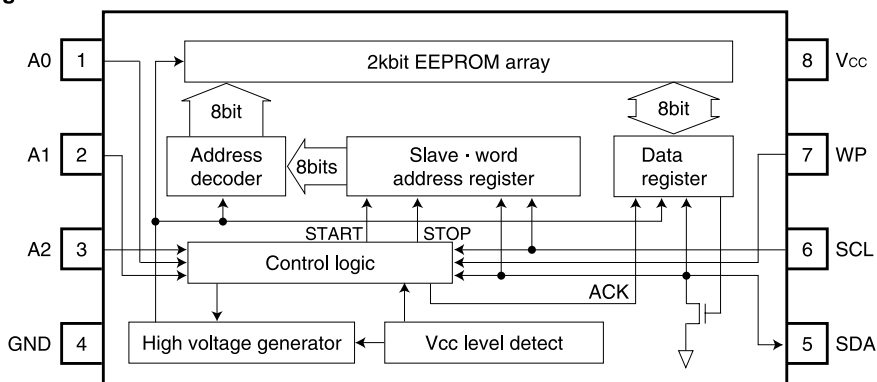 g
A0 1
2kbit EEPROM array
8 Vcc
8bit
8bit
A1 2
Address
decoder
8bits
Slave · word
address register
Data
register
7 WP
START
STOP
A2 3
Control logic
6 SCL
ACK
GND 4
High voltage generator
Vcc level detect
5 SDA